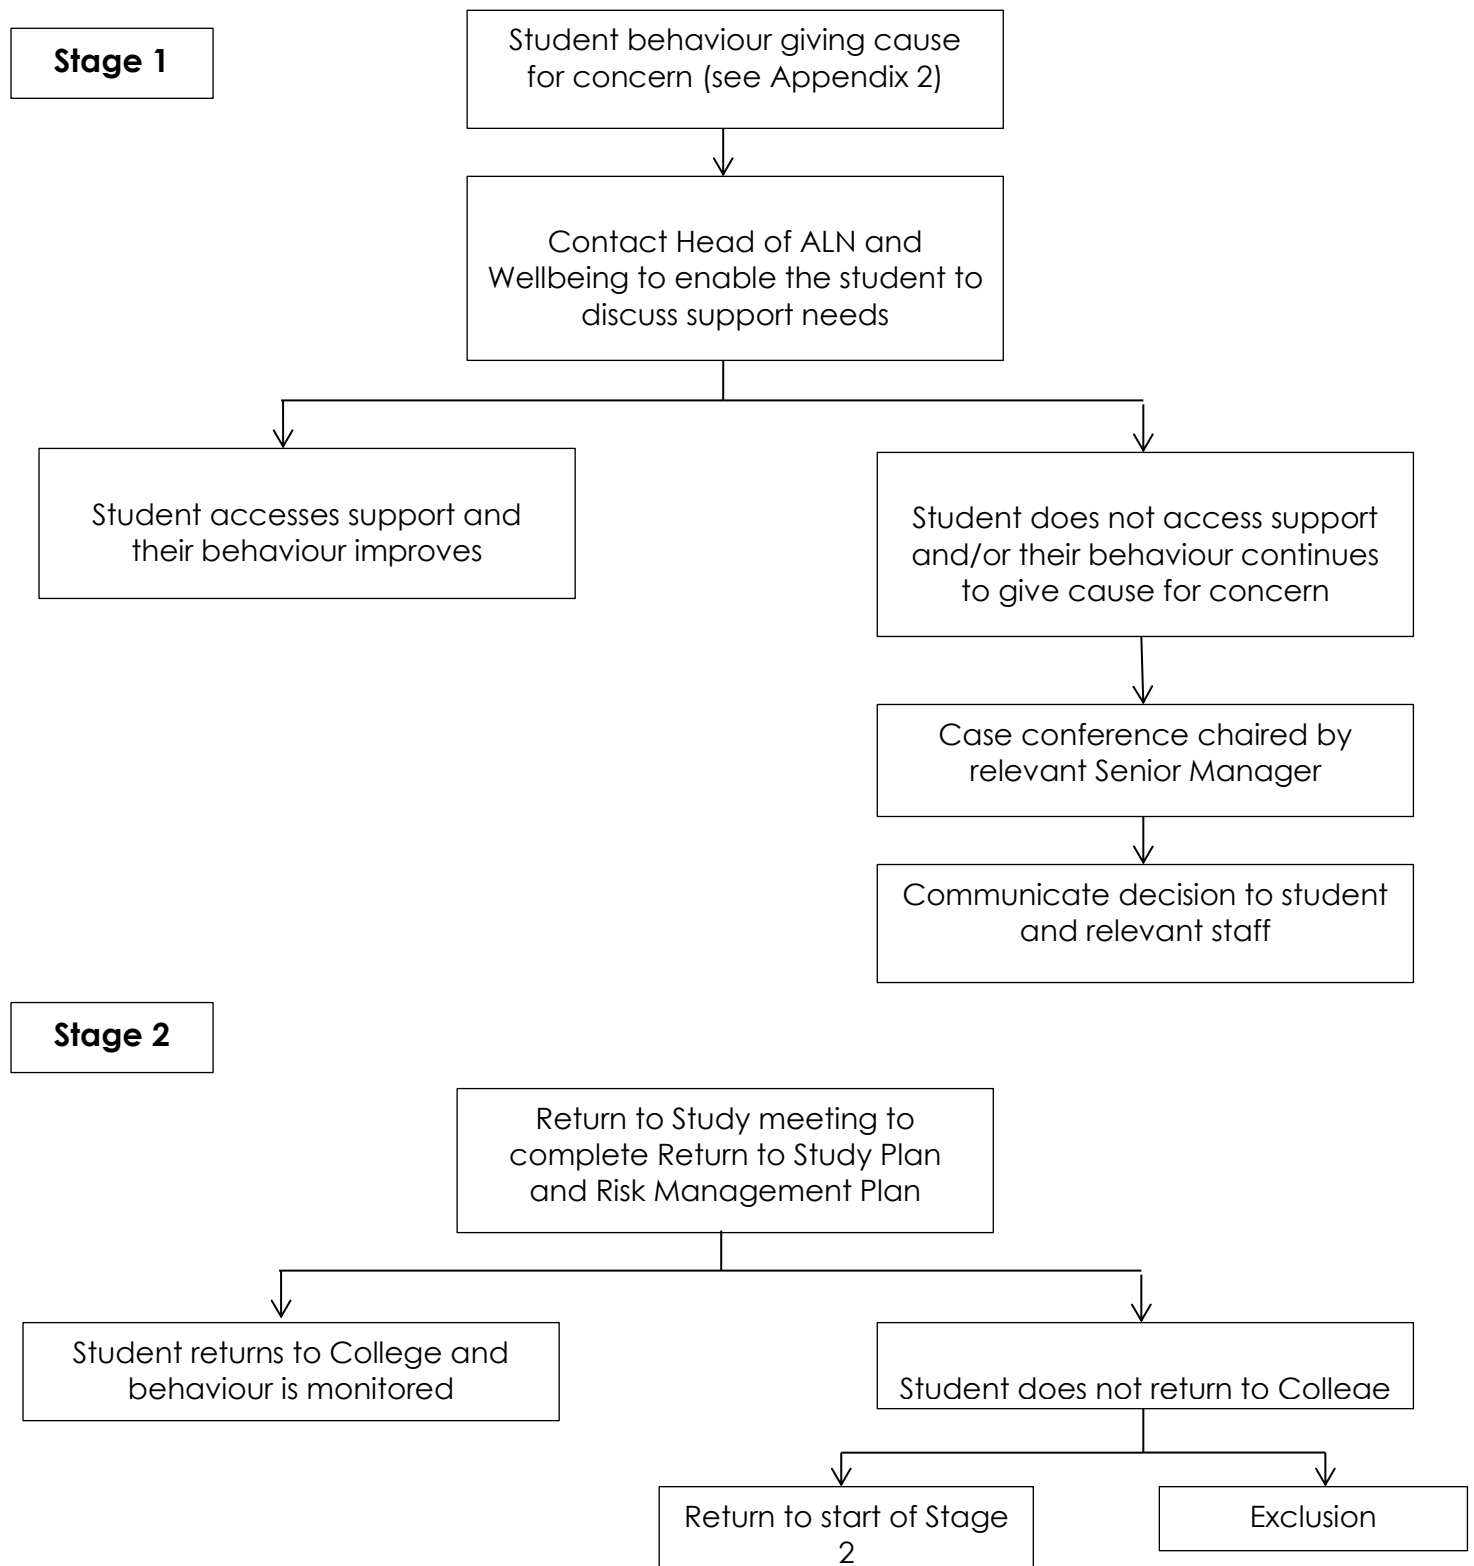 Stage 1
Student behaviour giving cause
for concern (see Appendix 2)
Contact Head of ALN and
Wellbeing to enable the student to
discuss support needs
Student accesses support and
their behaviour improves
Student does not access support
and/or their behaviour continues
to give cause for concern
Case conference chaired by
relevant Senior Manager
Communicate decision to student
and relevant staff
Stage 2
Return to Study meeting to
complete Return to Study Plan
and Risk Management Plan
Student returns to College and
behaviour is monitored
Student does not return to College
Return to start of Stage
2
Exclusion